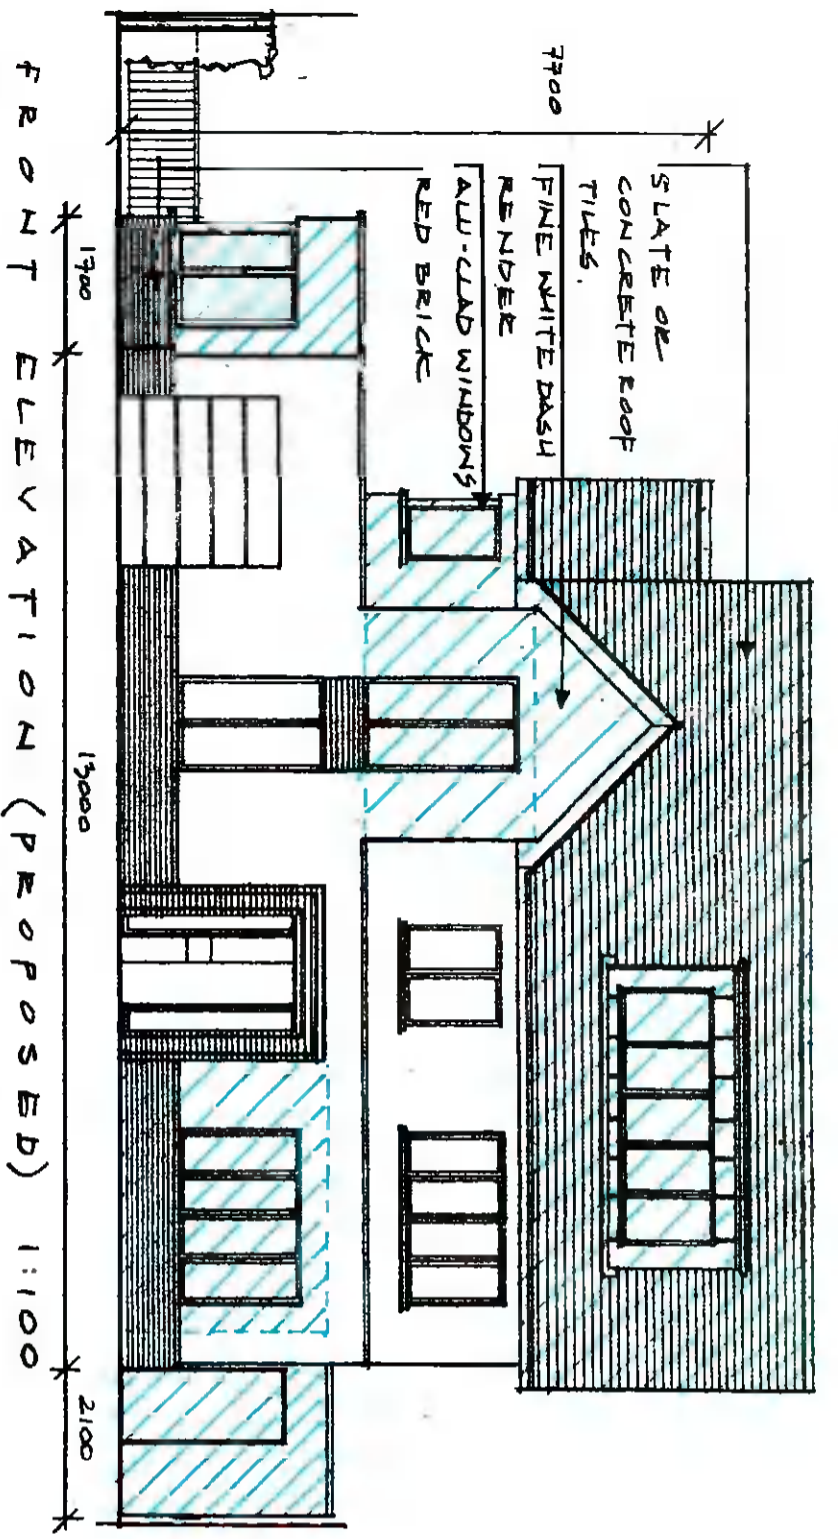 7700
SLATE OR
CONCRETE ROOF
TILES.
FINE WHITE DASH
RENDER
ALU-CLAD WINDOWS
RED BRICK
1700
13000
2100
FRONT ELEVATION (PROPOSED) 1:100